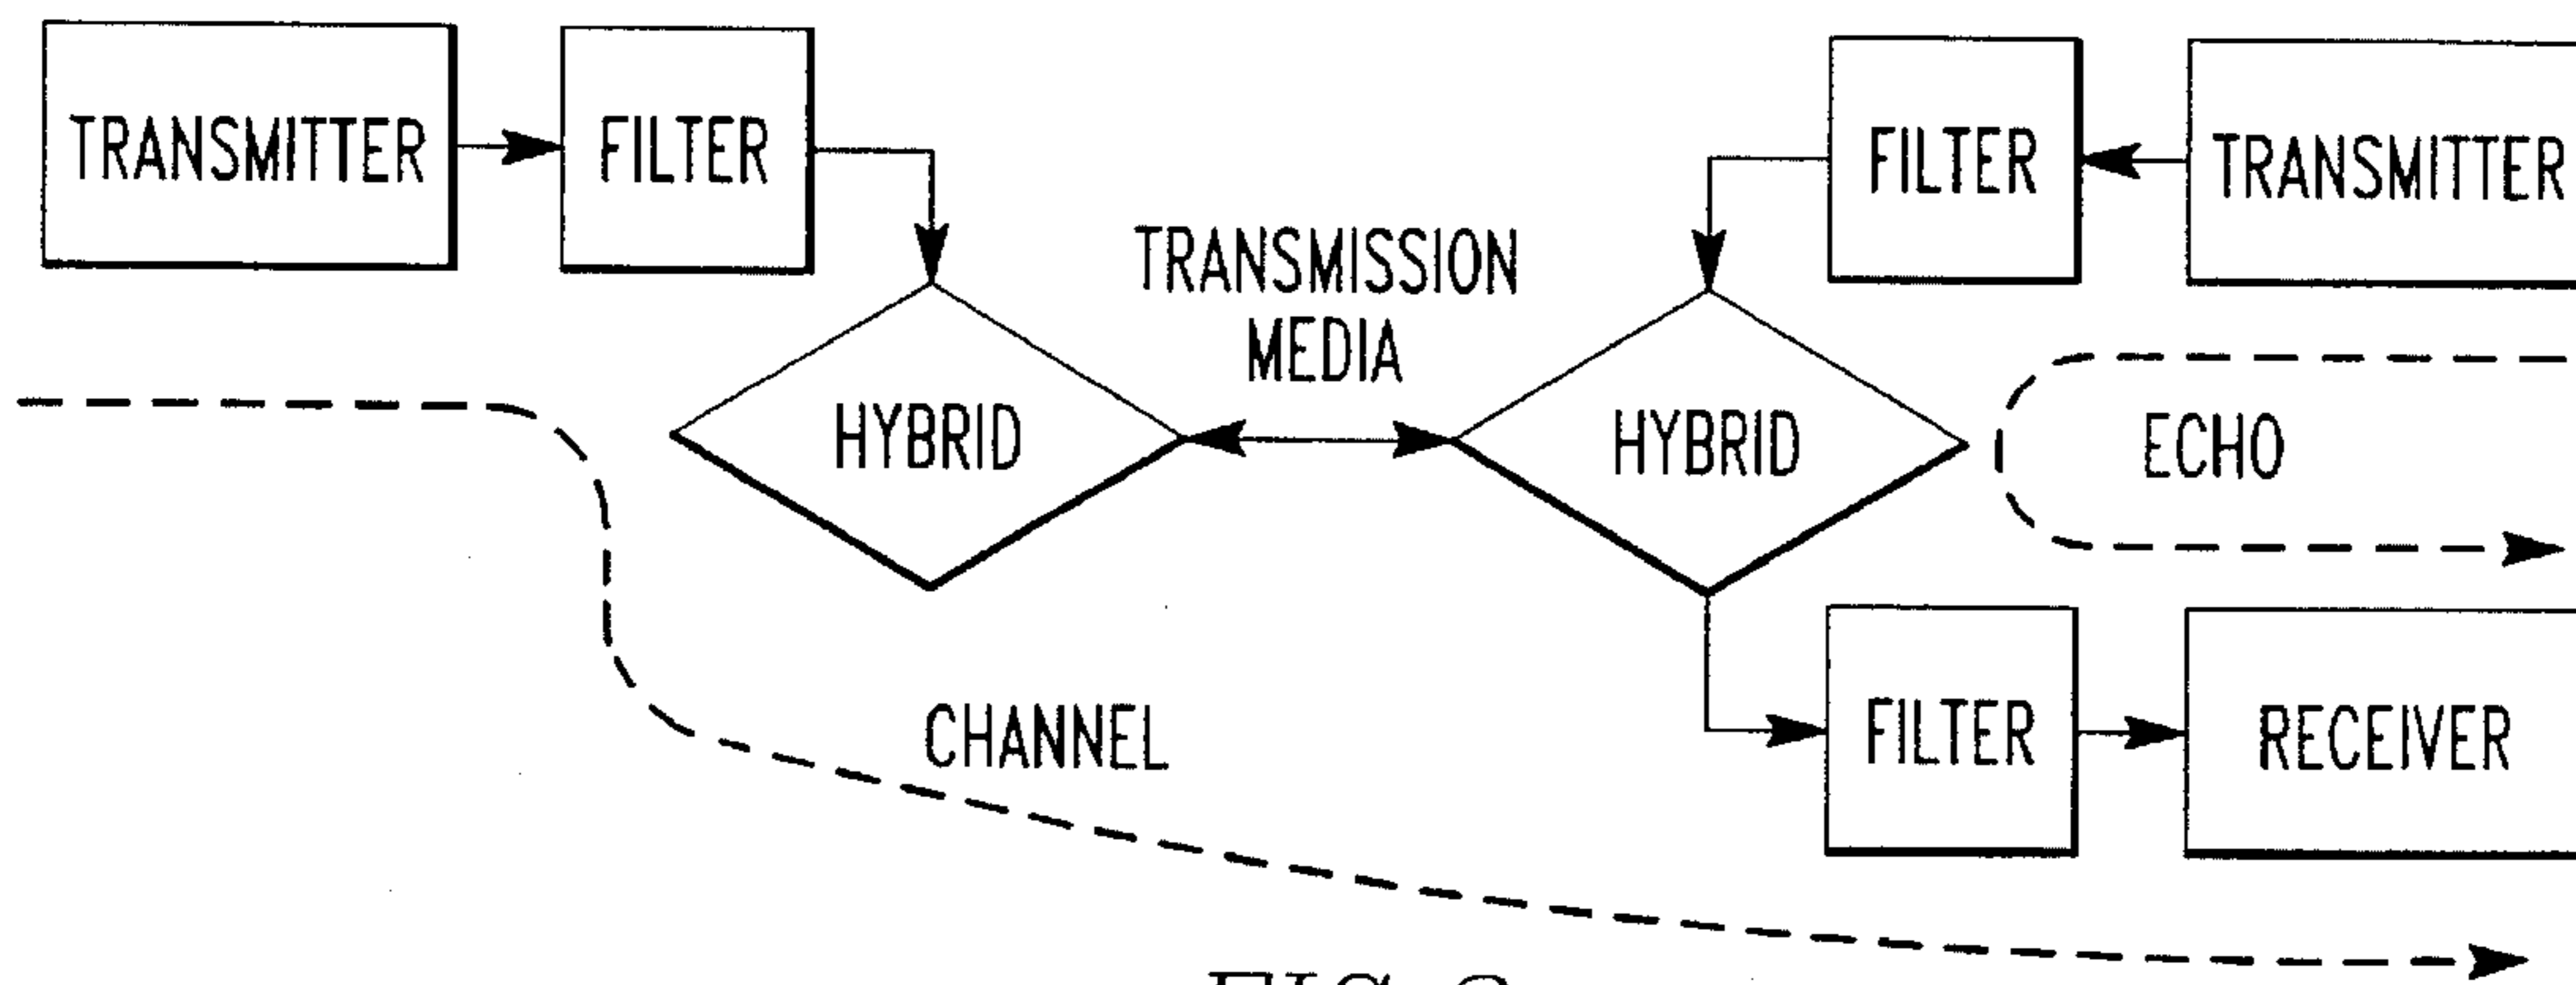 TRANSMITTER
FILTER
FILTER
TRANSMITTER
TRANSMISSION
MEDIA
HYBRID
HYBRID
ECHO
CHANNEL
FILTER
RECEIVER